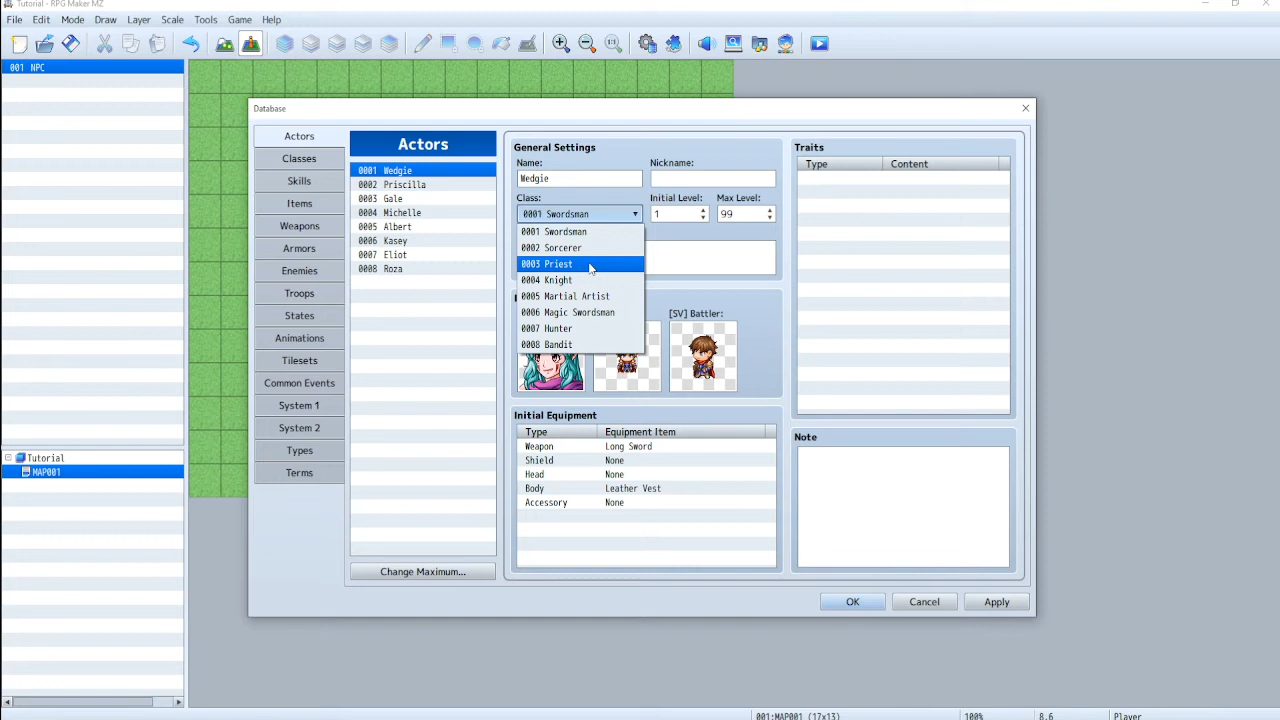 Tutorial - RPG Maker MZ
File Edit Mode Draw Layer Scale Tools Game Help
001 NPC
Tutorial
MAP001
Database
Actors
Classes
Skills
Items
Weapons
Armors
Enemies
Troops
States
Animations
Tilesets
Common Events
System 1
System 2
Types
Terms
Actors
0001 Wedgie
0002 Priscilla
0003 Gale
0004 Michelle
0005 Albert
0006 Kasey
0007 Eliot
0008 Roza
Change Maximum...
General Settings
Name: Nickname:
Wedgie
Class: Initial Level: Max Level:
0001 Swordsman 1 99
0001 Swordsman
0002 Sorcerer
0003 Priest
0004 Knight
0005 Martial Artist
0006 Magic Swordsman
0007 Hunter
0008 Bandit
[SV] Battler:
Initial Equipment
Type Equipment Item
Weapon Long Sword
Shield None
Head None
Body Leather Vest
Accessory None
Traits
Type Content
Note
OK Cancel Apply
001:MAP001 (17x13) 100% 8,6 Player